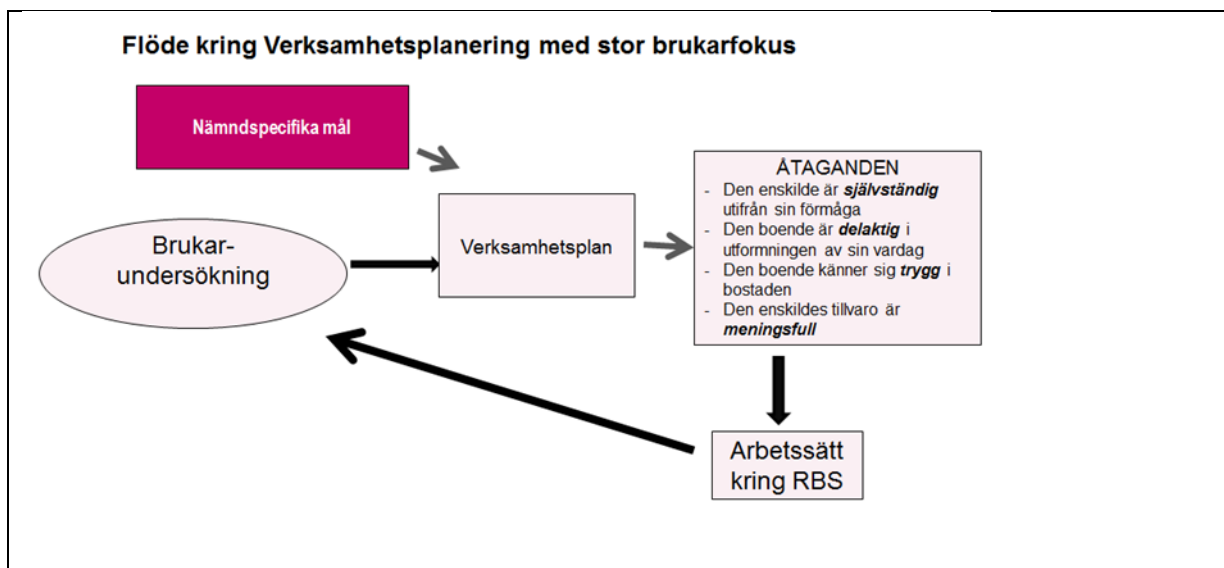 Flöde kring Verksamhetsplanering med stor brukarfokus
Nämndspecifika mål
Brukar-
undersökning
Verksamhetsplan
ÅTAGANDEN
- Den enskilde är självständig
utifrån sin förmåga
- Den boende är delaktig i
utformningen av sin vardag
- Den boende känner sig trygg i
bostaden
- Den enskildes tillvaro är
meningsfull
Arbetssätt
kring RBS